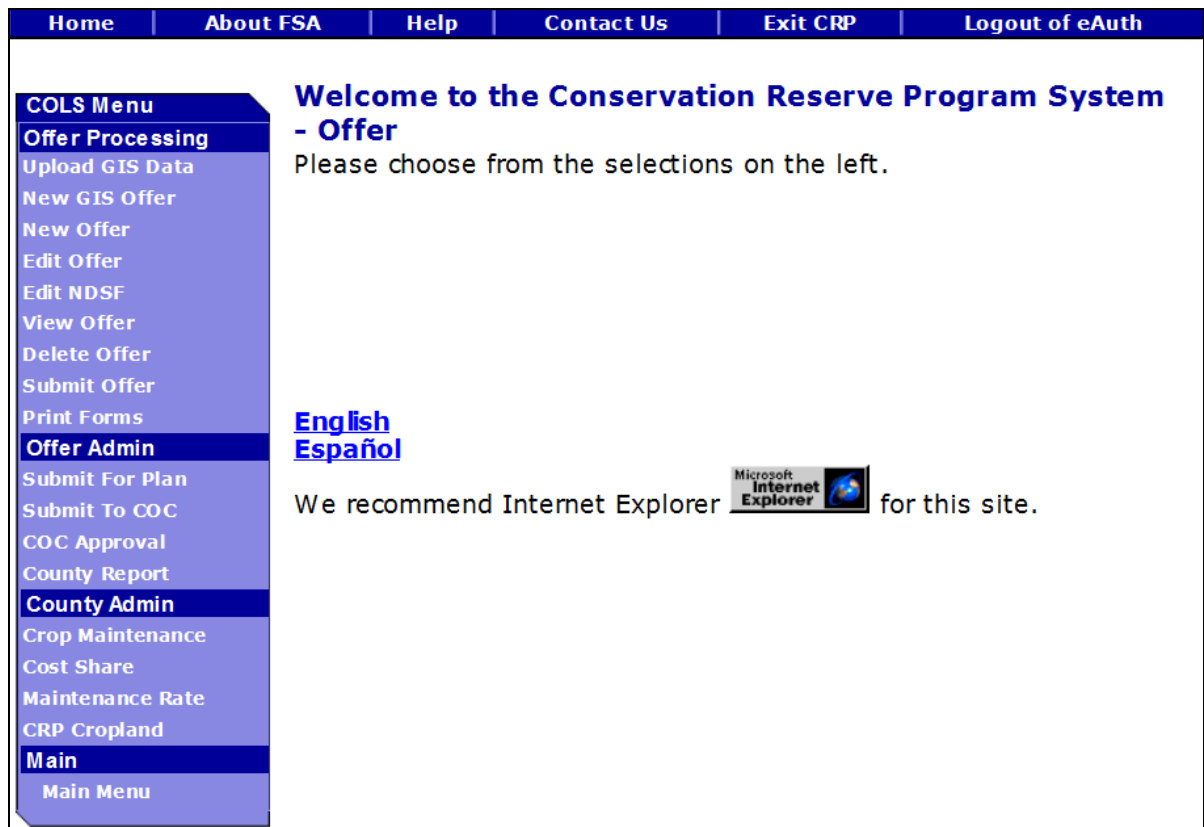 Home | About FSA | Help | Contact Us | Exit CRP | Logout of eAuth
COLS Menu
Offer Processing
Upload GIS Data
New GIS Offer
New Offer
Edit Offer
Edit NDSF
View Offer
Delete Offer
Submit Offer
Print Forms
Offer Admin
Submit For Plan
Submit To COC
COC Approval
County Report
County Admin
Crop Maintenance
Cost Share
Maintenance Rate
CRP Cropland
Main
Main Menu
Welcome to the Conservation Reserve Program System
- Offer
Please choose from the selections on the left.
English
Español
We recommend Internet Explorer Microsoft Internet Explorer for this site.